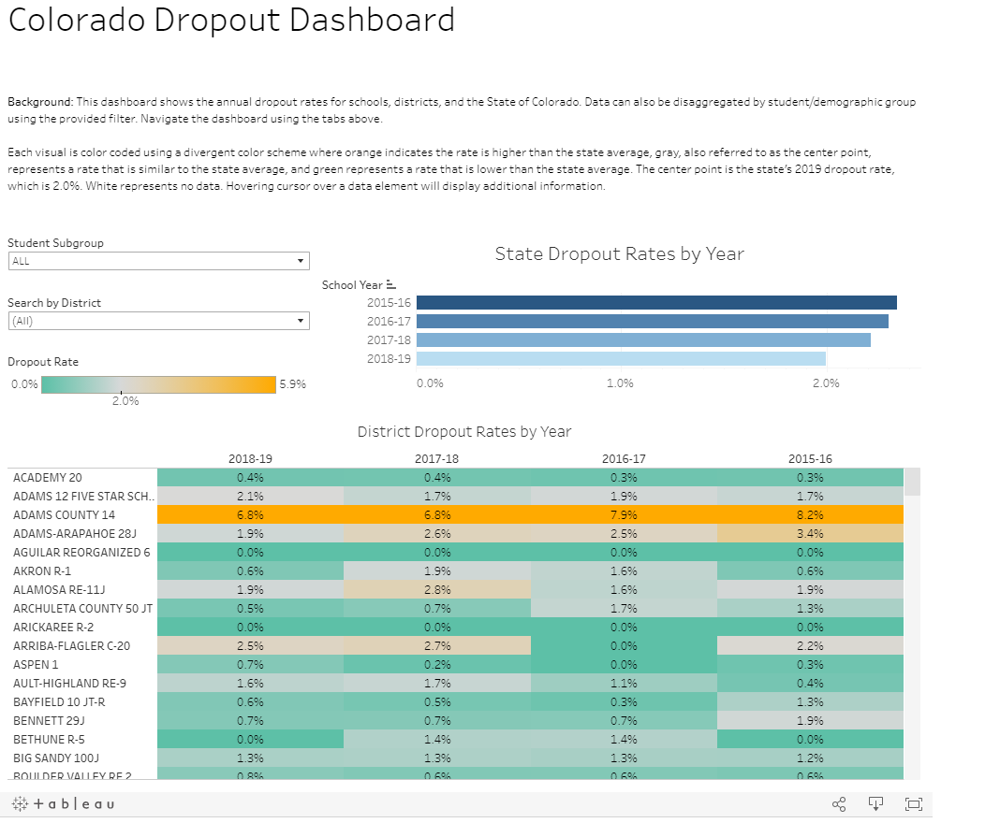 Colorado Dropout Dashboard
Background: This dashboard shows the annual dropout rates for schools, districts, and the State of Colorado. Data can also be disaggregated by student/demographic group
using the provided filter. Navigate the dashboard using the tabs above.
Each visual is color coded using a divergent color scheme where orange indicates the rate is higher than the state average, gray, also referred to as the center point,
represents a rate that is similar to the state average, and green represents a rate that is lower than the state average. The center point is the state's 2019 dropout rate,
which is 2.0%. White represents no data. Hovering cursor over a data element will display additional information.
Student Subgroup
ALL
Search by District
(All)
Dropout Rate
0.0% 5.9%
2.0%
State Dropout Rates by Year
School Year
2015-16
2016-17
2017-18
2018-19
0.0% 1.0% 2.0%
District Dropout Rates by Year
2018-19 2017-18 2016-17 2015-16
ACADEMY 20 0.4% 0.4% 0.3% 0.3%
ADAMS 12 FIVE STAR SCH.. 2.1% 1.7% 1.9% 1.7%
ADAMS COUNTY 14 6.8% 6.8% 7.9% 8.2%
ADAMS-ARAPAHOE 28J 1.9% 2.6% 2.5% 3.4%
AGUILAR REORGANIZED 6 0.0% 0.0% 0.0% 0.0%
AKRON R-1 0.6% 1.9% 1.6% 0.6%
ALAMOSA RE-11J 1.9% 2.8% 1.6% 1.9%
ARCHULETA COUNTY 50 JT 0.5% 0.7% 1.7% 1.3%
ARICKAREE R-2 0.0% 0.0% 0.0% 0.0%
ARRIBA-FLAGLER C-20 2.5% 2.7% 0.0% 2.2%
ASPEN 1 0.7% 0.2% 0.0% 0.3%
AULT-HIGHLAND RE-9 1.6% 1.7% 1.1% 0.4%
BAYFIELD 10 JT-R 0.6% 0.5% 0.3% 1.3%
BENNETT 29J 0.7% 0.7% 0.7% 1.9%
BETHUNE R-5 0.0% 1.4% 1.4% 0.0%
BIG SANDY 100J 1.3% 1.3% 1.3% 1.2%
BOULDER VALLEY RE 2 0.8% 0.6% 0.6% 0.6%
+ableau